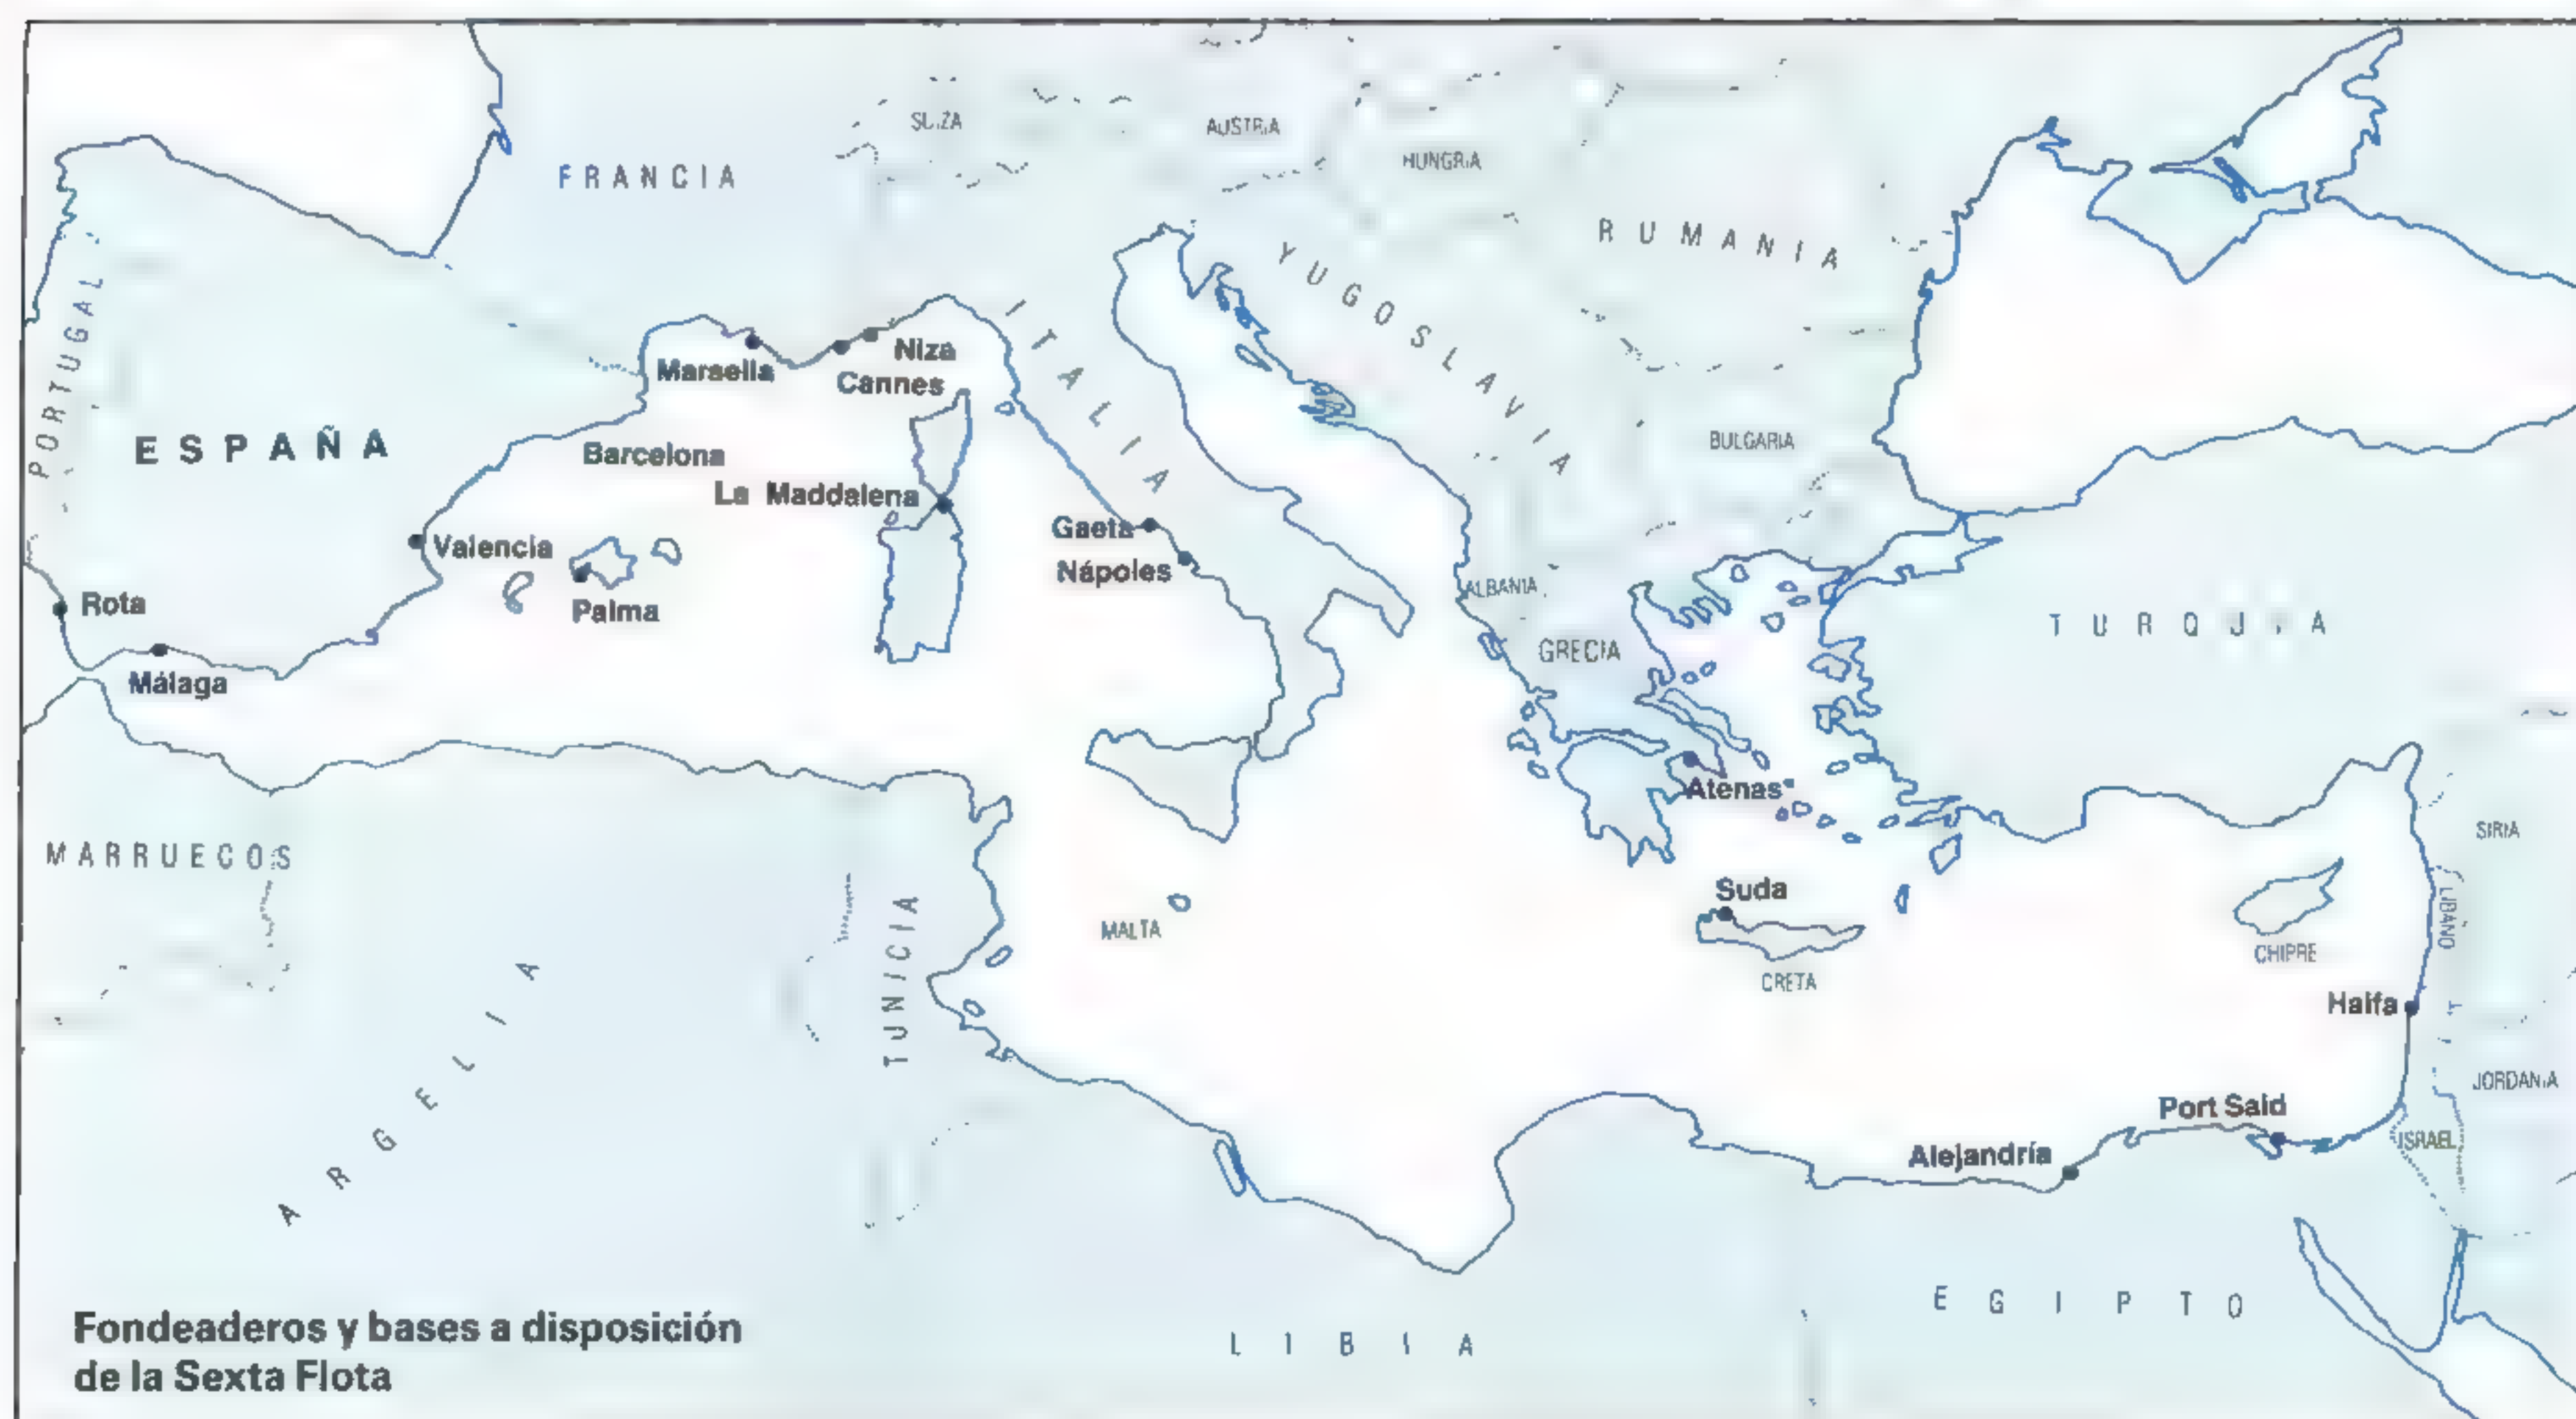 SUIZA
AUSTRIA
HUNGRIA
FRANCIA
RUMANIA
YUGOSLAVIA
PORTUGAL
ITALIA
Niza
Marsella
Cannes
ESPAÑA
Barcelona
BULGARIA
La Maddalena
Gaeta
Valencia
Nápoles
ALBANIA
Rota
Palma
TURQUIA
GRECIA
Málaga
Atenas
SIRIA
MARRUECOS
Suda
LIBANO
TUNICIA
MALTA
CHIPRE
CRETA
Haifa
ARGELIA
JORDANIA
Port Said
ISRAEL
Alejandría
EGIPTO
LIBIA
Fondeaderos y bases a disposición
de la Sexta Flota